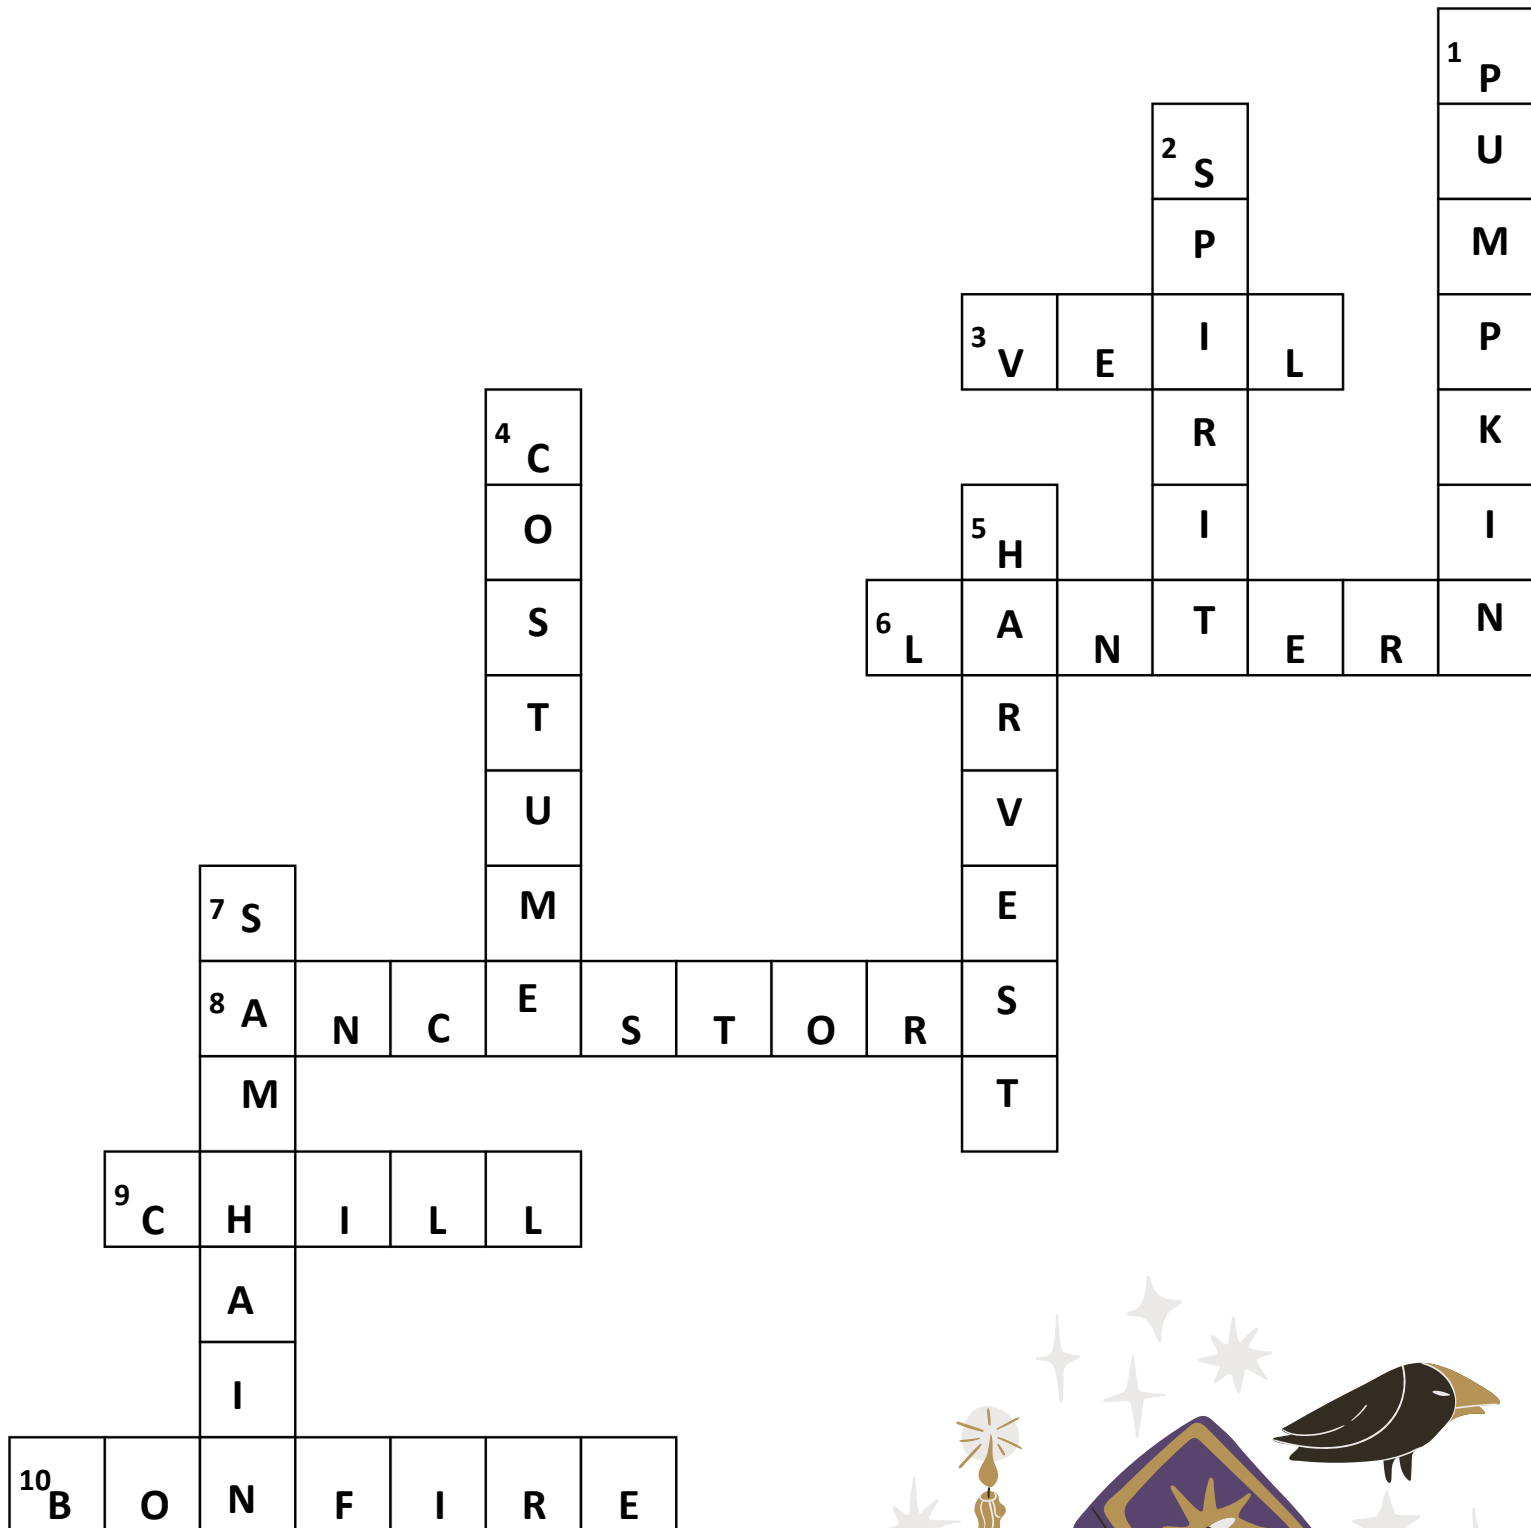 1 P
2 S U
P M
3 V E I L P
4 C R K
O 5 H I I
S 6 L A N T E R N
T R
U V
7 S M E
8 A N C E S T O R S
M T
9 C H I L L
A
I
10 B O N F I R E